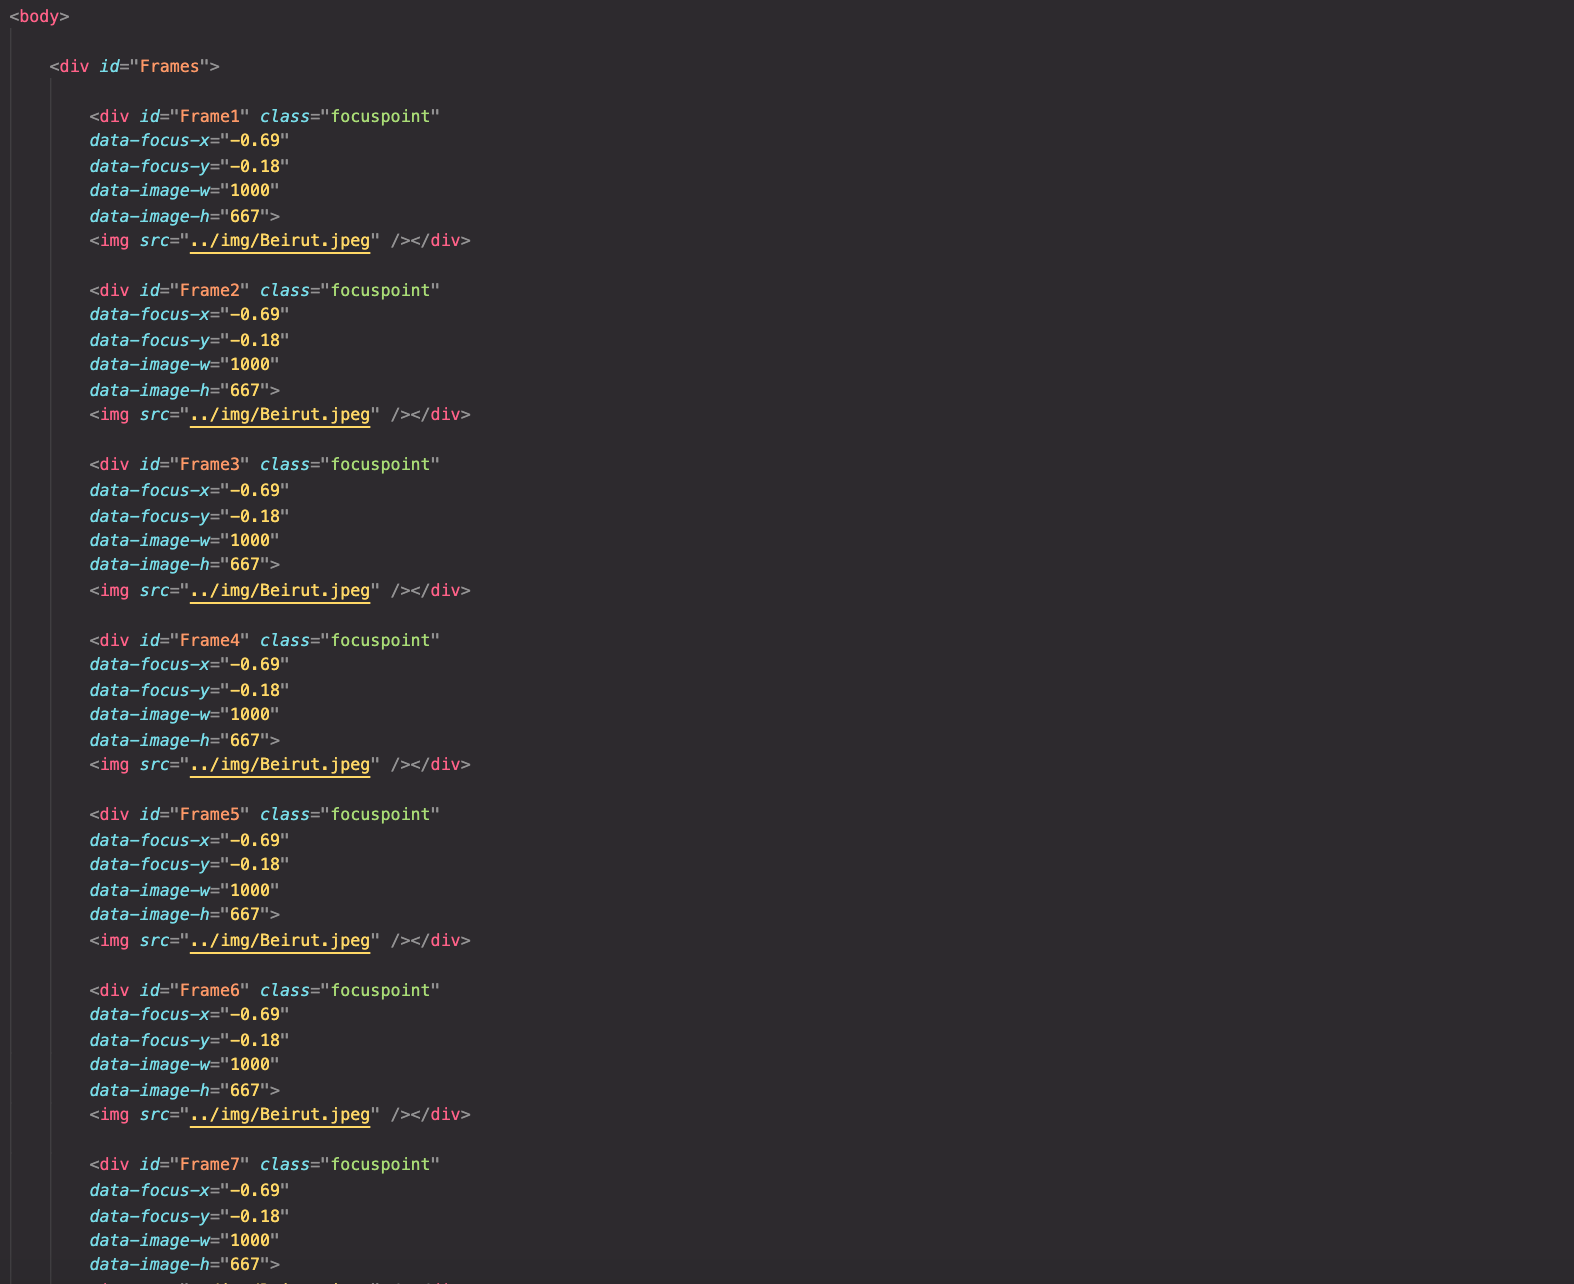 <body>
<div id="Frames">
<div id="Frame1" class="focuspoint"
data-focus-x="-0.69"
data-focus-y="-0.18"
data-image-w="1000"
data-image-h="667">
<img src="../img/Beirut.jpeg" /></div>
<div id="Frame2" class="focuspoint"
data-focus-x="-0.69"
data-focus-y="-0.18"
data-image-w="1000"
data-image-h="667">
<img src="../img/Beirut.jpeg" /></div>
<div id="Frame3" class="focuspoint"
data-focus-x="-0.69"
data-focus-y="-0.18"
data-image-w="1000"
data-image-h="667">
<img src="../img/Beirut.jpeg" /></div>
<div id="Frame4" class="focuspoint"
data-focus-x="-0.69"
data-focus-y="-0.18"
data-image-w="1000"
data-image-h="667">
<img src="../img/Beirut.jpeg" /></div>
<div id="Frame5" class="focuspoint"
data-focus-x="-0.69"
data-focus-y="-0.18"
data-image-w="1000"
data-image-h="667">
<img src="../img/Beirut.jpeg" /></div>
<div id="Frame6" class="focuspoint"
data-focus-x="-0.69"
data-focus-y="-0.18"
data-image-w="1000"
data-image-h="667">
<img src="../img/Beirut.jpeg" /></div>
<div id="Frame7" class="focuspoint"
data-focus-x="-0.69"
data-focus-y="-0.18"
data-image-w="1000"
data-image-h="667">